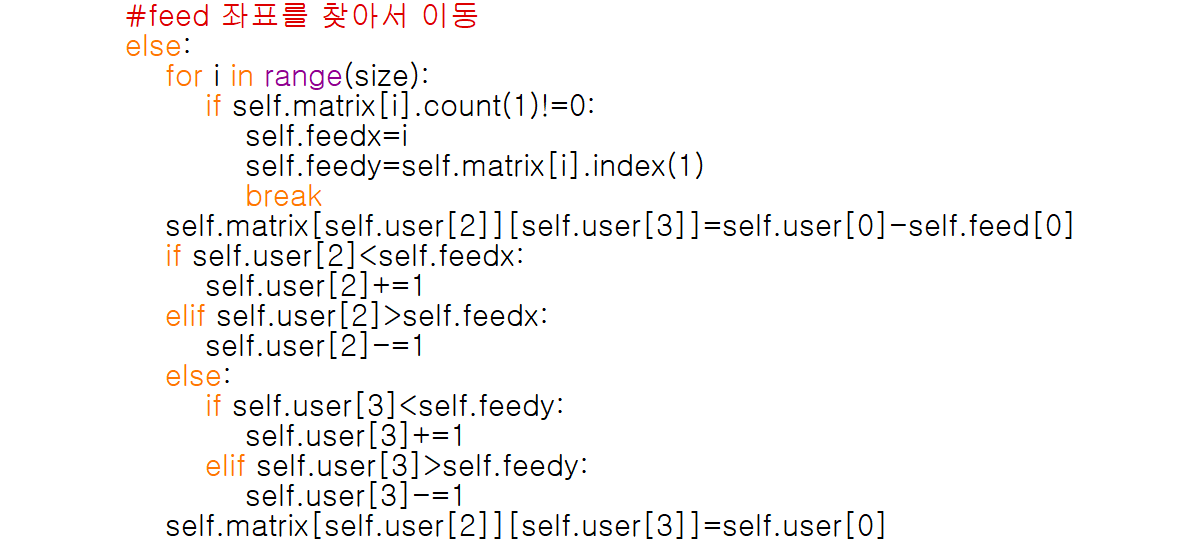 #feed 좌표를 찾아서 이동
else:
for i in range(size):
if self.matrix[i].count(1)!=0:
self.feedx=i
self.feedy=self.matrix[i].index(1)
break
self.matrix[self.user[2]][self.user[3]]=self.user[0]-self.feed[0]
if self.user[2]<self.feedx:
self.user[2]+=1
elif self.user[2]>self.feedx:
self.user[2]-=1
else:
if self.user[3]<self.feedy:
self.user[3]+=1
elif self.user[3]>self.feedy:
self.user[3]-=1
self.matrix[self.user[2]][self.user[3]]=self.user[0]